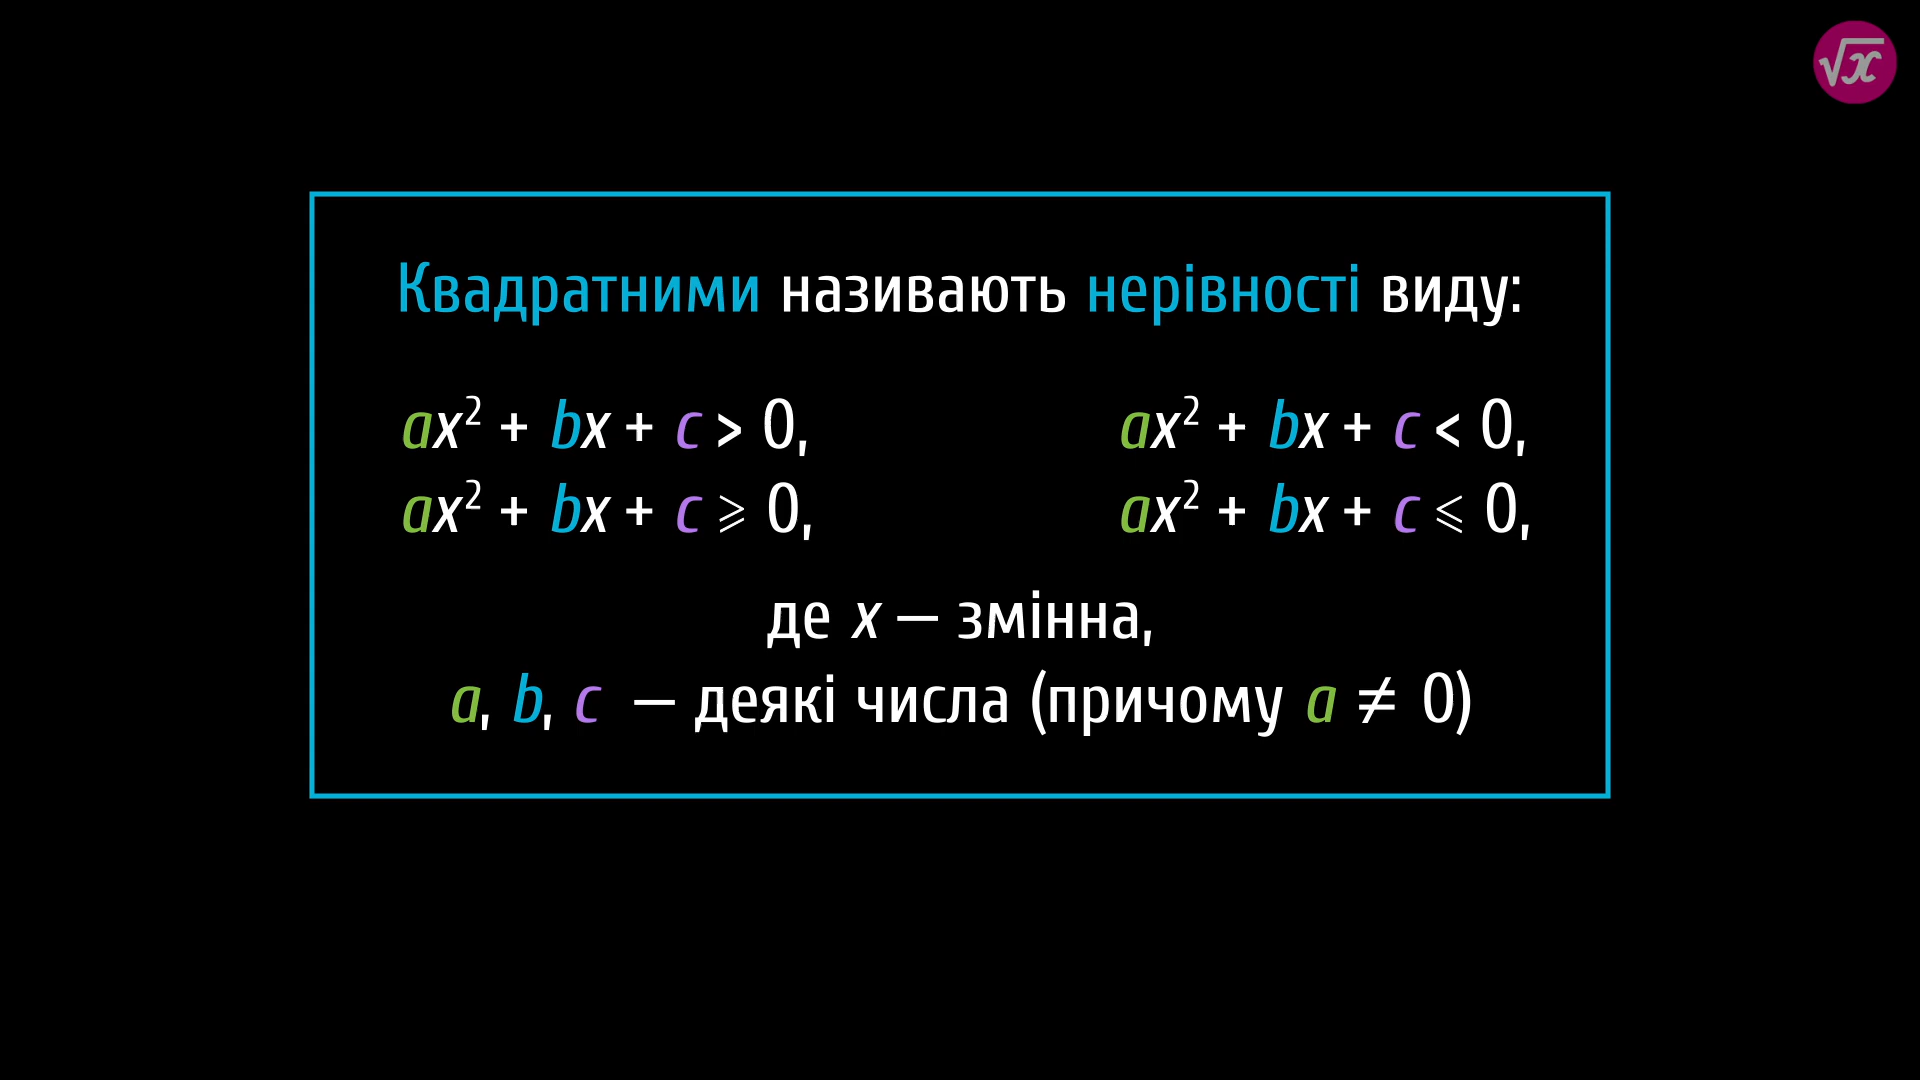 √x
Квадратними називають нерівності виду:
ax² + bx + c > 0, ax² + bx + c < 0,
ax² + bx + c ⩾ 0, ax² + bx + c ⩽ 0,
де x — змінна,
a, b, c — деякі числа (причому a ≠ 0)